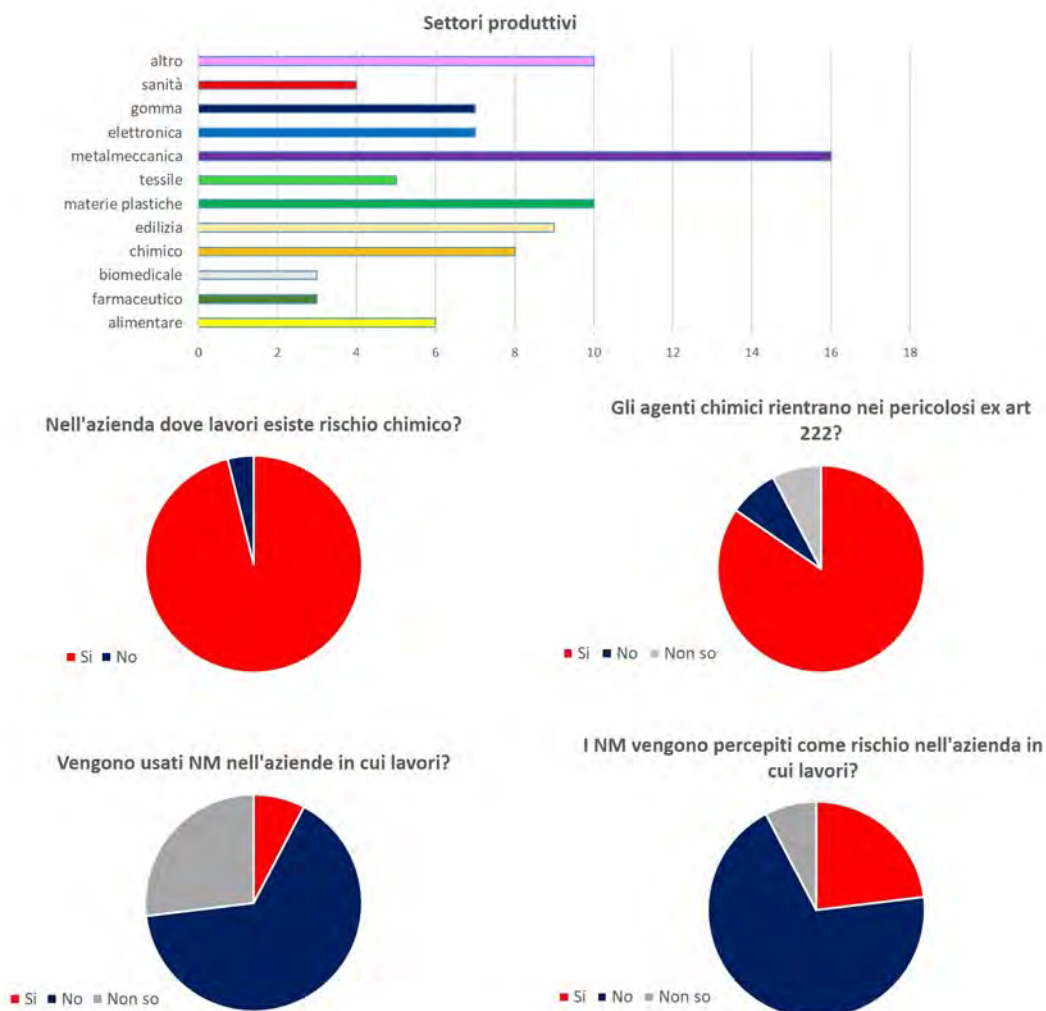 Settori produttivi
altro
sanità
gomma
elettronica
metalmeccanica
tessile
materie plastiche
edilizia
chimico
biomedicale
farmaceutico
alimentare
0 2 4 6 8 10 12 14 16 18
Nell'azienda dove lavori esiste rischio chimico?
Si No
Gli agenti chimici rientrano nei pericolosi ex art
222?
Si No Non so
Vengono usati NM nell'aziende in cui lavori?
Si No Non so
I NM vengono percepiti come rischio nell'azienda in
cui lavori?
Si No Non so